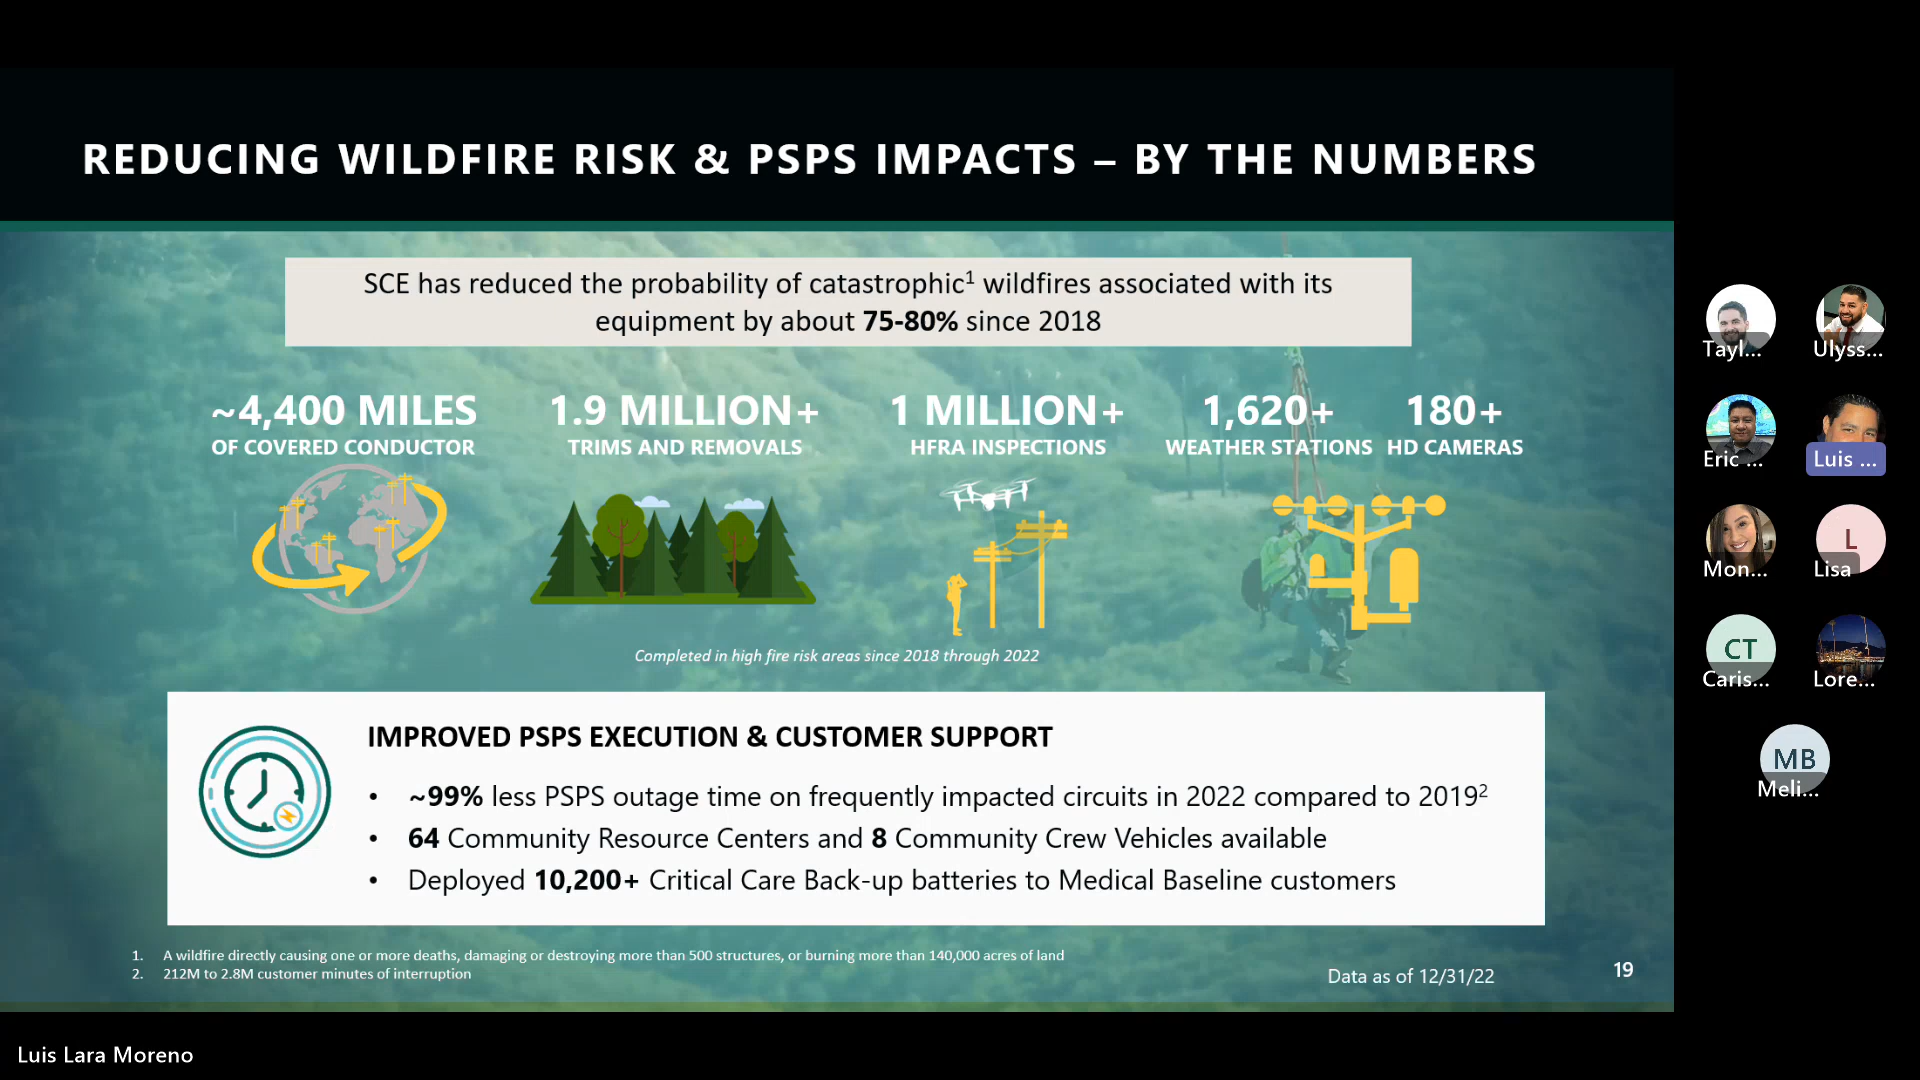 REDUCING WILDFIRE RISK & PSPS IMPACTS – BY THE NUMBERS
SCE has reduced the probability of catastrophic¹ wildfires associated with its
equipment by about 75-80% since 2018
~4,400 MILES
OF COVERED CONDUCTOR
1.9 MILLION+
TRIMS AND REMOVALS
1 MILLION+
HFRA INSPECTIONS
1,620+
WEATHER STATIONS
180+
HD CAMERAS
Completed in high fire risk areas since 2018 through 2022
IMPROVED PSPS EXECUTION & CUSTOMER SUPPORT
• ~99% less PSPS outage time on frequently impacted circuits in 2022 compared to 2019²
• 64 Community Resource Centers and 8 Community Crew Vehicles available
• Deployed 10,200+ Critical Care Back-up batteries to Medical Baseline customers
1. A wildfire directly causing one or more deaths, damaging or destroying more than 500 structures, or burning more than 140,000 acres of land
2. 212M to 2.8M customer minutes of interruption
Data as of 12/31/22
19
Tayl...
Ulyss...
Eric ...
Luis ...
Mon...
L
Lisa
CT
Caris...
Lore...
MB
Meli...
Luis Lara Moreno